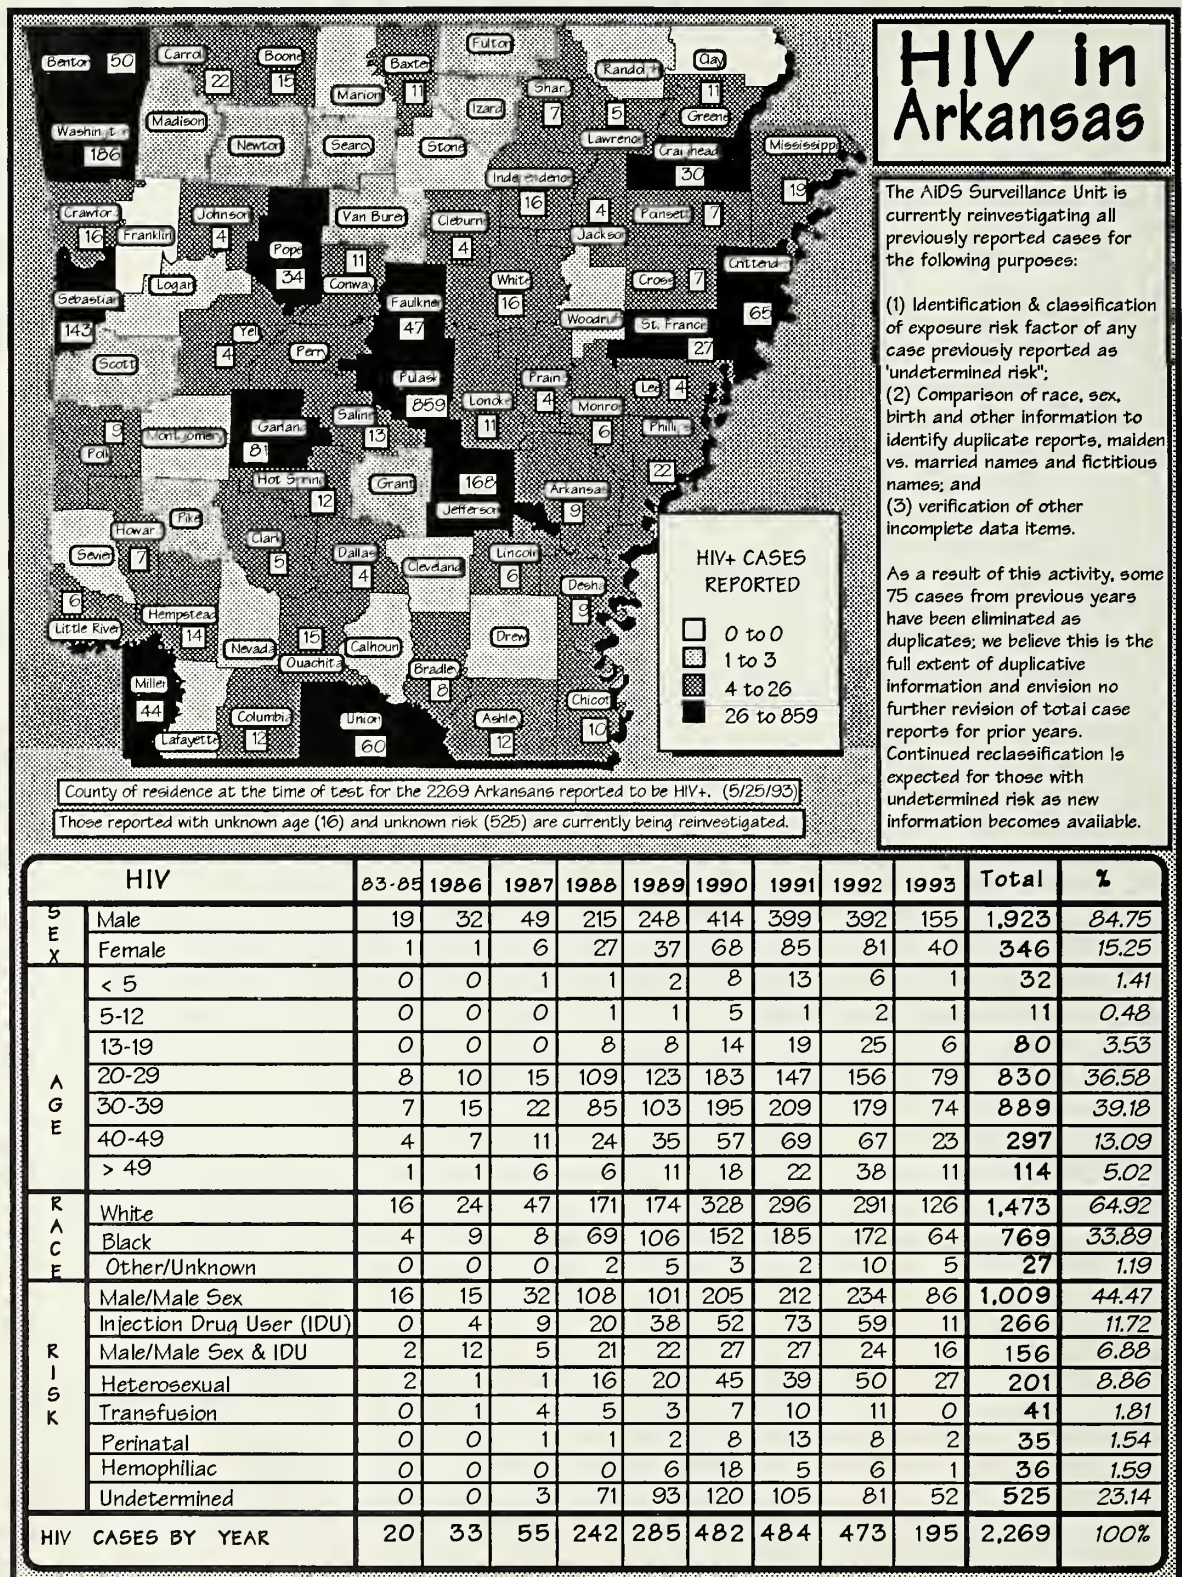 HIV in
Arkansas
Benton 50
Carrol
22
Boone
15
Baxte
11
Fulton
Clay
11
Marion
Izard
Shar
7
5
Greene
Lawrenc
Madison
Washin
186
Newton
Searc
Stone
Craighead
30
Mississippi
19
Independenc
16
Crawfor
16
Franklin
Johnson
4
Van Buren
Cleburn
4
4
Jackson
Poinsett 7
Pope
34
11
Conway
Logan
Sebastian
143
Faulkner
47
White
16
Cross 7
Crittend
65
Woodruff
St. Franci
27
Yell
4
Perry
Scott
Pulask
859
Lonoke
11
Prairi
4
Lee 4
Monroe
6
Phillips
22
Saline
13
Garland
81
Montgomery
9
Polk
Hot Spring
12
Grant
168
Jefferson
Arkansas
9
Pike
Howar
7
Sevier
Clark
5
Dallas
4
Cleveland
Lincoln
6
Desha
9
6
Little River
Hempstead
14
Nevada
15
Ouachita
Calhoun
Drew
Bradley
8
Miller
44
Lafayette
Columbia
12
Union
60
Ashley
12
Chicot
10
HIV+ CASES
REPORTED
0 to 0
1 to 3
4 to 26
26 to 859
County of residence at the time of test for the 2269 Arkansans reported to be HIV+. (5/25/93)
Those reported with unknown age (16) and unknown risk (525) are currently being reinvestigated.
The AIDS Surveillance Unit is
currently reinvestigating all
previously reported cases for
the following purposes:
(1) Identification & classification
of exposure risk factor of any
case previously reported as
'undetermined risk";
(2) Comparison of race, sex,
birth and other information to
identify duplicate reports, maiden
vs. married names and fictitious
names; and
(3) verification of other
incomplete data items.
As a result of this activity, some
75 cases from previous years
have been eliminated as
duplicates; we believe this is the
full extent of duplicative
information and envision no
further revision of total case
reports for prior years.
Continued reclassification is
expected for those with
undetermined risk as new
information becomes available.
HIV 83-85 1986 1987 1988 1989 1990 1991 1992 1993 Total %
SEX
Male 19 32 49 215 248 414 399 392 155 1,923 84.75
Female 1 1 6 27 37 68 85 81 40 346 15.25
AGE
< 5 0 0 1 1 2 8 13 6 1 32 1.41
5-12 0 0 0 1 1 5 1 2 1 11 0.48
13-19 0 0 0 8 8 14 19 25 6 80 3.53
20-29 8 10 15 109 123 183 147 156 79 830 36.58
30-39 7 15 22 85 103 195 209 179 74 889 39.18
40-49 4 7 11 24 35 57 69 67 23 297 13.09
> 49 1 1 6 6 11 18 22 38 11 114 5.02
RACE
White 16 24 47 171 174 328 296 291 126 1,473 64.92
Black 4 9 8 69 106 152 185 172 64 769 33.89
Other/Unknown 0 0 0 2 5 3 2 10 5 27 1.19
RISK
Male/Male Sex 16 15 32 108 101 205 212 234 86 1,009 44.47
Injection Drug User (IDU) 0 4 9 20 38 52 73 59 11 266 11.72
Male/Male Sex & IDU 2 12 5 21 22 27 27 24 16 156 6.88
Heterosexual 2 1 1 16 20 45 39 50 27 201 8.86
Transfusion 0 1 4 5 3 7 10 11 0 41 1.81
Perinatal 0 0 1 1 2 8 13 8 2 35 1.54
Hemophiliac 0 0 0 0 6 18 5 6 1 36 1.59
Undetermined 0 0 3 71 93 120 105 81 52 525 23.14
HIV CASES BY YEAR 20 33 55 242 285 482 484 473 195 2,269 100%